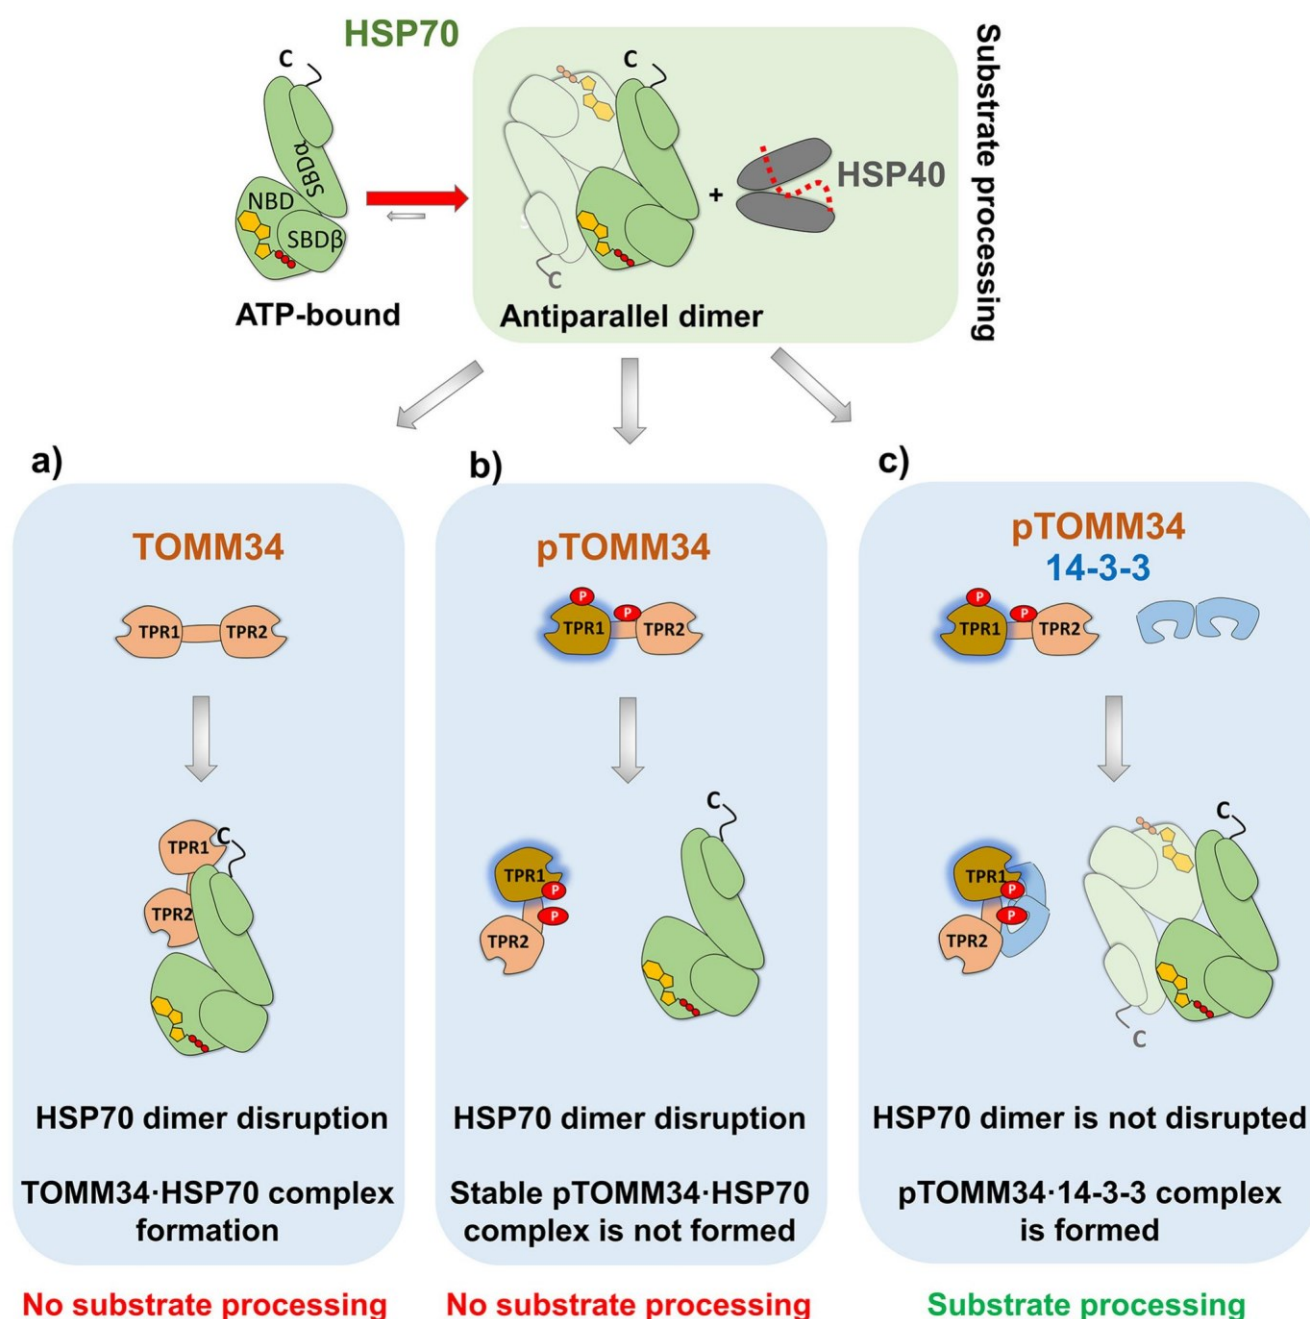 HSP70
C
SBDα
NBD
SBDβ
ATP-bound
C
C
+
HSP40
Antiparallel dimer
Substrate processing
a)
TOMM34
TPR1
TPR2
TPR1
C
TPR2
HSP70 dimer disruption
TOMM34·HSP70 complex
formation
No substrate processing
b)
pTOMM34
P
P
TPR1
TPR2
C
TPR1
P
P
TPR2
HSP70 dimer disruption
Stable pTOMM34·HSP70
complex is not formed
No substrate processing
c)
pTOMM34
14-3-3
P
P
TPR1
TPR2
C
TPR1
P
P
TPR2
C
HSP70 dimer is not disrupted
pTOMM34·14-3-3 complex
is formed
Substrate processing